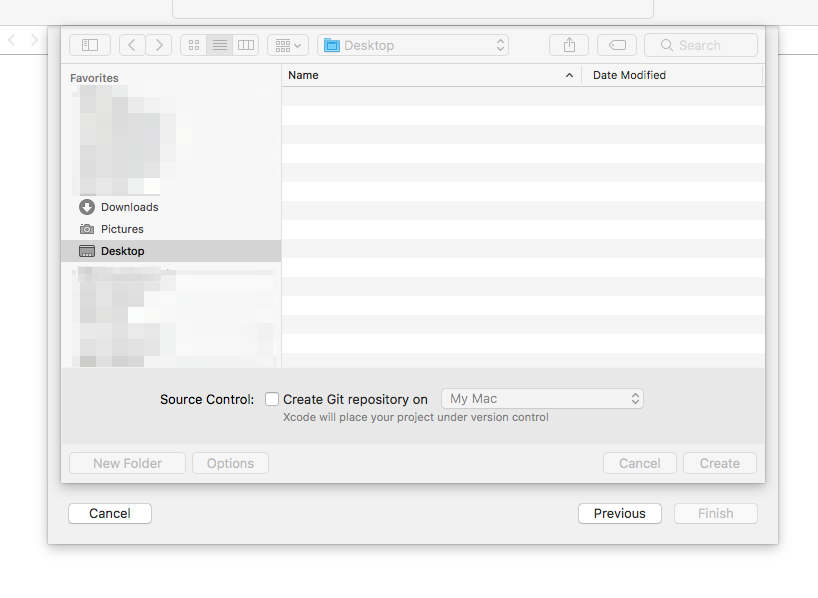 Desktop
Search
Favorites
Name
Date Modified
Downloads
Pictures
Desktop
Source Control:
Create Git repository on
My Mac
Xcode will place your project under version control
New Folder
Options
Cancel
Create
Cancel
Previous
Finish